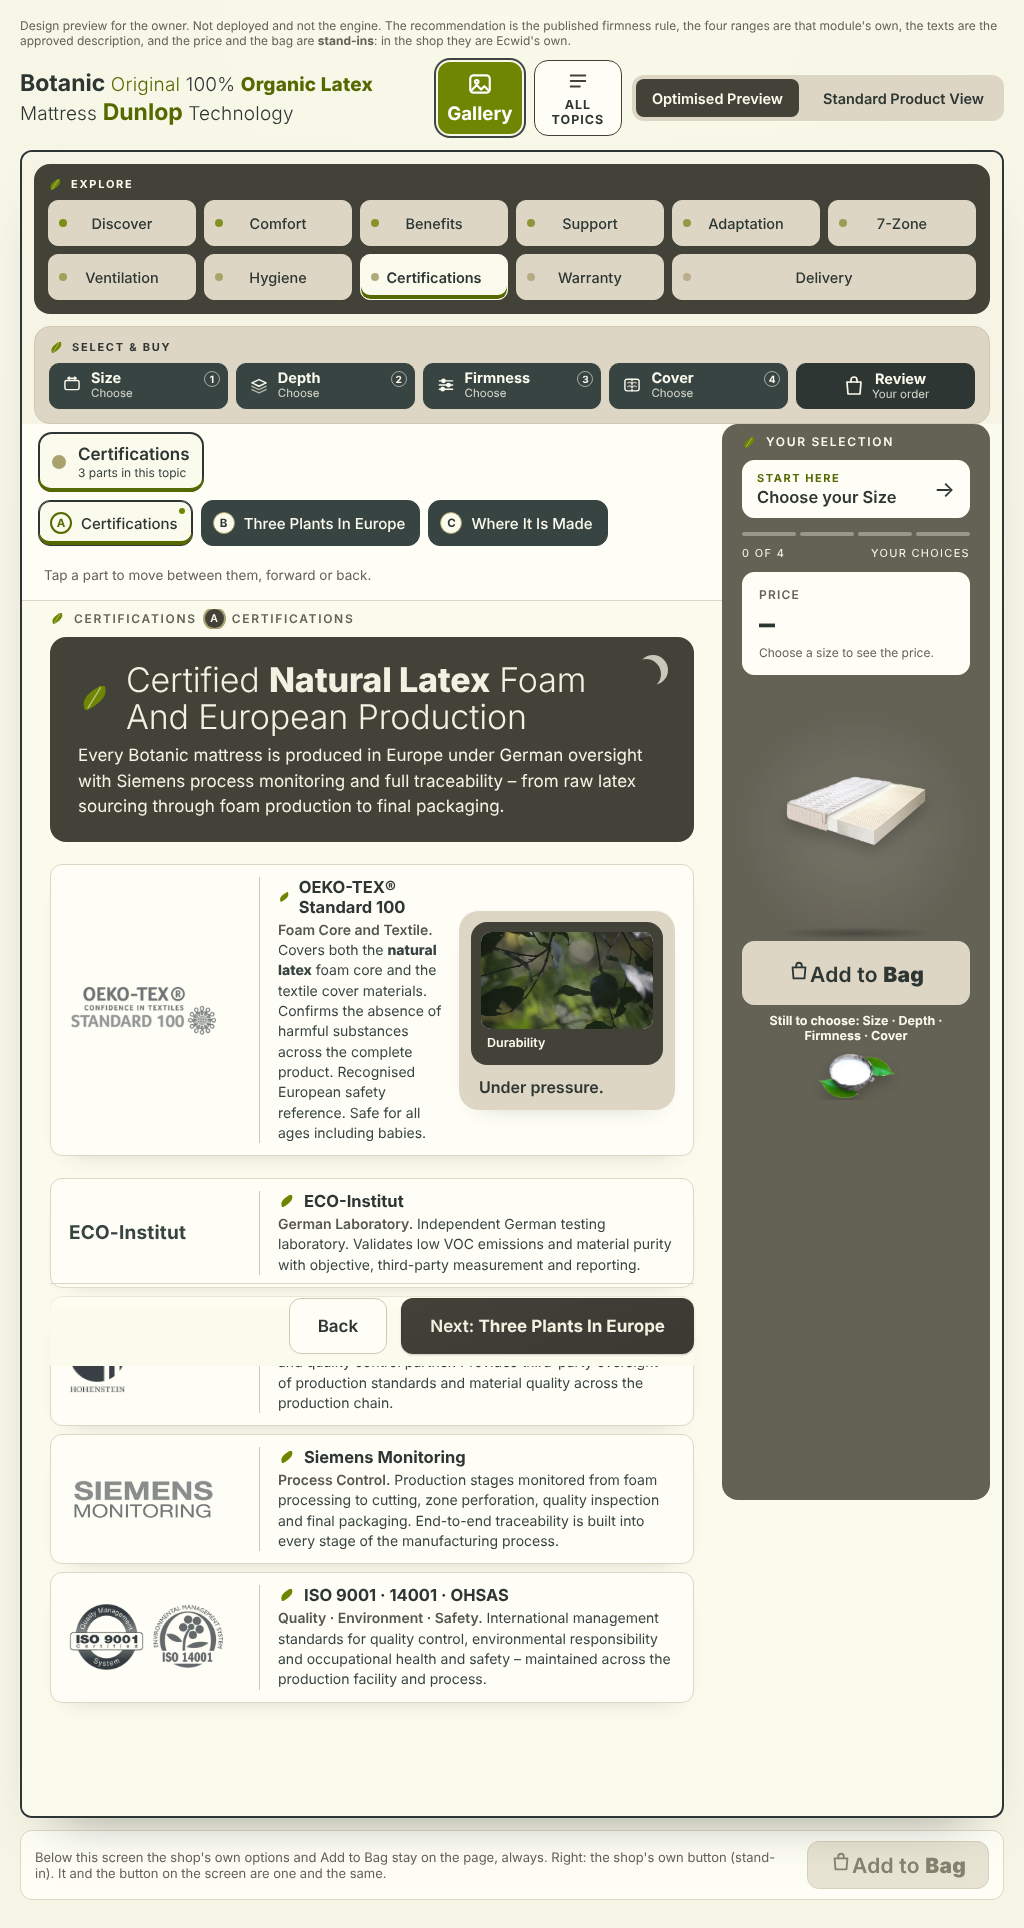 Design preview for the owner. Not deployed and not the engine. The recommendation is the published firmness rule, the four ranges are that module's own, the texts are the
approved description, and the price and the bag are stand-ins: in the shop they are Ecwid's own.
Botanic Original 100% Organic Latex
Mattress Dunlop Technology
Gallery
ALL
TOPICS
Optimised Preview
Standard Product View
EXPLORE
Discover
Comfort
Benefits
Support
Adaptation
7-Zone
Ventilation
Hygiene
Certifications
Warranty
Delivery
SELECT & BUY
Size
Choose
1
Depth
Choose
2
Firmness
Choose
3
Cover
Choose
4
Review
Your order
Certifications
3 parts in this topic
A Certifications
B Three Plants In Europe
C Where It Is Made
Tap a part to move between them, forward or back.
YOUR SELECTION
START HERE
Choose your Size
0 OF 4
YOUR CHOICES
PRICE
–
Choose a size to see the price.
Add to Bag
Still to choose: Size · Depth ·
Firmness · Cover
CERTIFICATIONS A CERTIFICATIONS
Certified Natural Latex Foam
And European Production
Every Botanic mattress is produced in Europe under German oversight
with Siemens process monitoring and full traceability – from raw latex
sourcing through foam production to final packaging.
OEKO-TEX®
CONFIDENCE IN TEXTILES
STANDARD 100
OEKO-TEX®
Standard 100
Foam Core and Textile.
Covers both the natural
latex foam core and the
textile cover materials.
Confirms the absence of
harmful substances
across the complete
product. Recognised
European safety
reference. Safe for all
ages including babies.
Durability
Under pressure.
ECO-Institut
ECO-Institut
German Laboratory. Independent German testing
laboratory. Validates low VOC emissions and material purity
with objective, third-party measurement and reporting.
Back
Next: Three Plants In Europe
HOHENSTEIN
and quality control partner. Provides third-party oversight
of production standards and material quality across the
production chain.
SIEMENS
MONITORING
Siemens Monitoring
Process Control. Production stages monitored from foam
processing to cutting, zone perforation, quality inspection
and final packaging. End-to-end traceability is built into
every stage of the manufacturing process.
Quality Management
ISO 9001
Certified
System
ENVIRONMENTAL MANAGEMENT SYSTEM
ISO 14001
ISO 9001 · 14001 · OHSAS
Quality · Environment · Safety. International management
standards for quality control, environmental responsibility
and occupational health and safety – maintained across the
production facility and process.
Below this screen the shop's own options and Add to Bag stay on the page, always. Right: the shop's own button (stand-
in). It and the button on the screen are one and the same.
Add to Bag